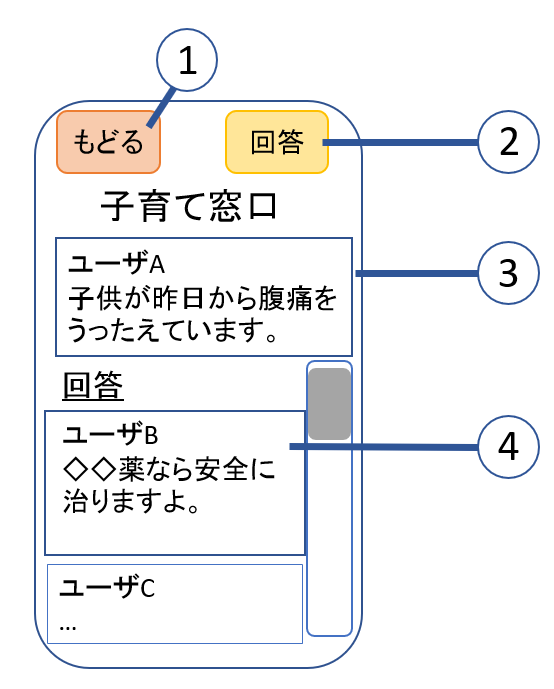 1
もどる
回答
2
子育て窓口
ユーザA
子供が昨日から腹痛を
うったえています。
3
回答
ユーザB
◇◇薬なら安全に
治りますよ。
4
ユーザC
...